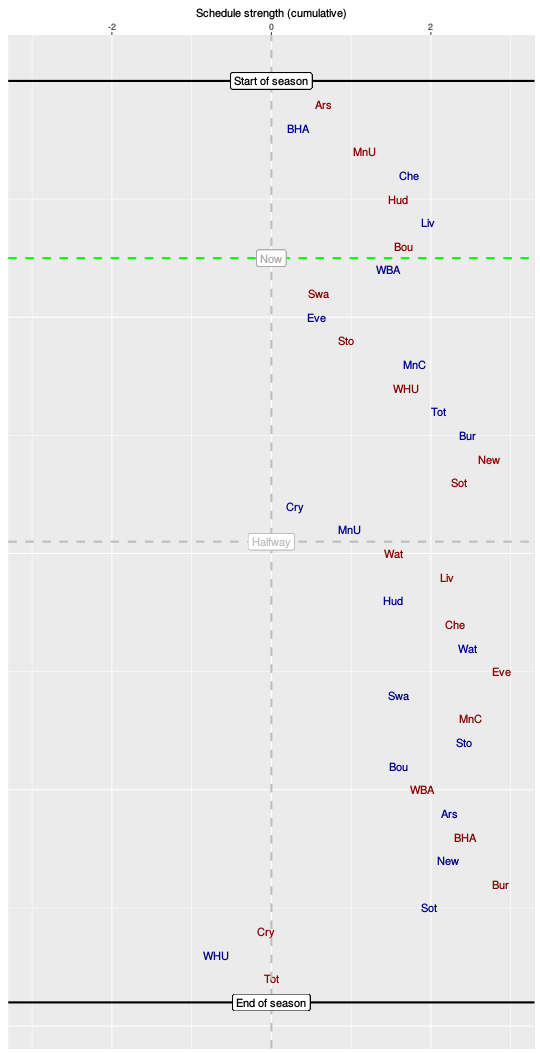 Schedule strength (cumulative)
-2 0 2
Start of season
Ars
BHA
MnU
Che
Hud
Liv
Bou
Now
WBA
Swa
Eve
Sto
MnC
WHU
Tot
Bur
New
Sot
Cry
MnU
Halfway
Wat
Liv
Hud
Che
Wat
Eve
Swa
MnC
Sto
Bou
WBA
Ars
BHA
New
Bur
Sot
Cry
WHU
Tot
End of season